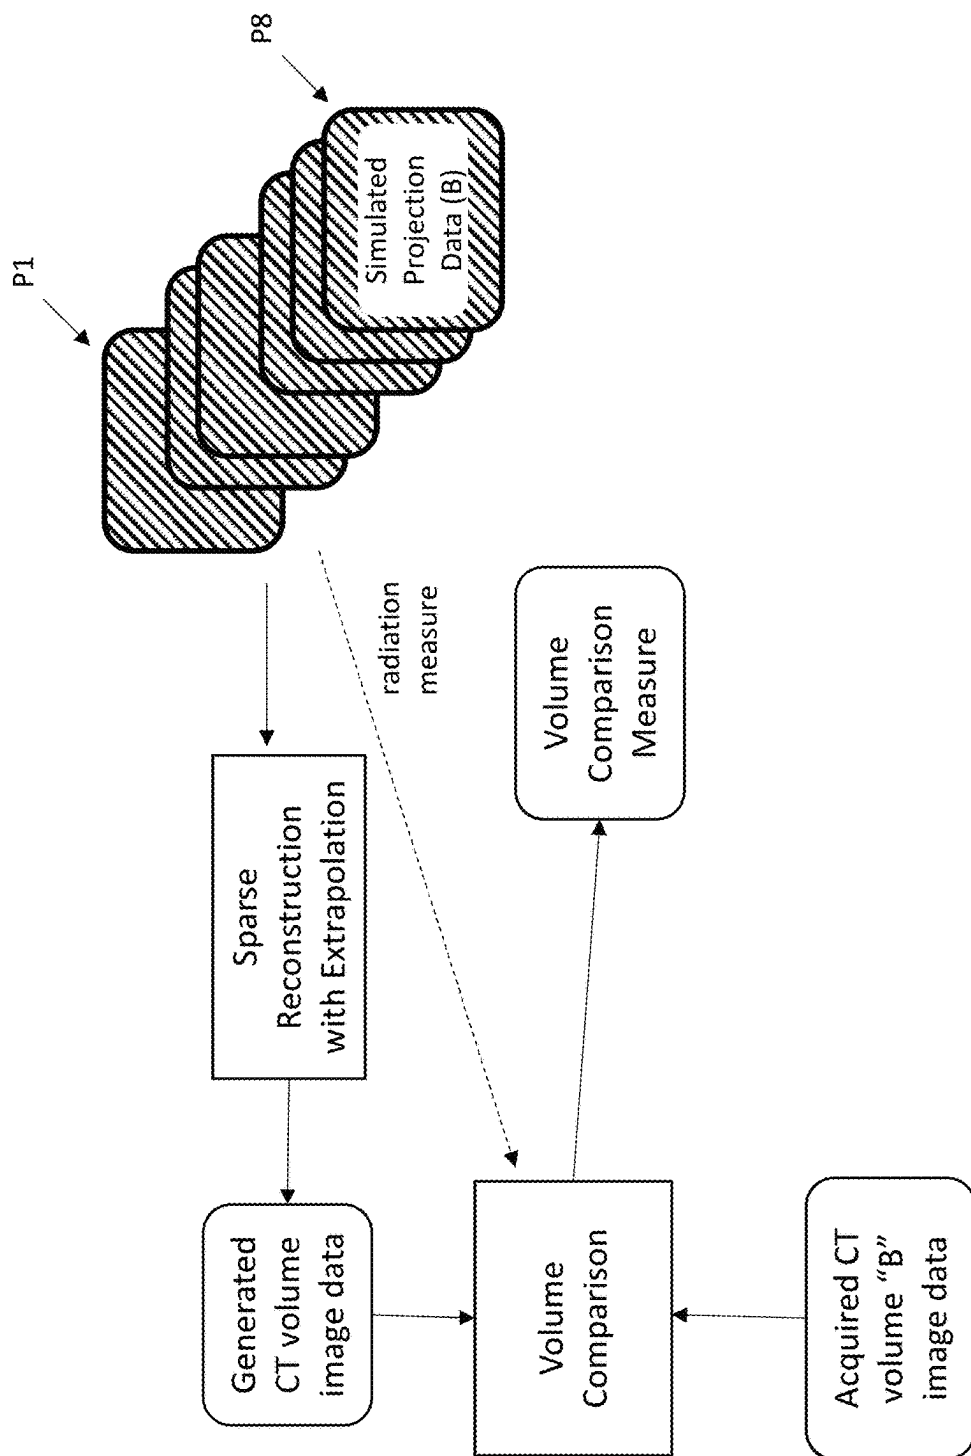 P1
P8
Simulated
Projection
Data (B)
radiation
measure
Sparse
Reconstruction
with Extrapolation
Volume
Comparison
Measure
Generated
CT volume
image data
Volume
Comparison
Acquired CT
volume “B”
image data